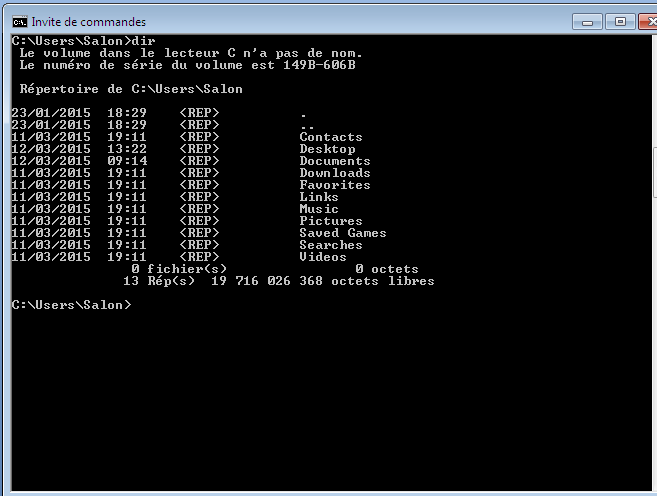 Invite de commandes
C:\Users\Salon>dir
Le volume dans le lecteur C n'a pas de nom.
Le numéro de série du volume est 149B-606B
Répertoire de C:\Users\Salon
23/01/2015  18:29    <REP>          .
23/01/2015  18:29    <REP>          ..
11/03/2015  19:11    <REP>          Contacts
12/03/2015  13:22    <REP>          Desktop
12/03/2015  09:14    <REP>          Documents
11/03/2015  19:11    <REP>          Downloads
11/03/2015  19:11    <REP>          Favorites
11/03/2015  19:11    <REP>          Links
11/03/2015  19:11    <REP>          Music
11/03/2015  19:11    <REP>          Pictures
11/03/2015  19:11    <REP>          Saved Games
11/03/2015  19:11    <REP>          Searches
11/03/2015  19:11    <REP>          Videos
0 fichier(s)                0 octets
13 Rép(s)  19 716 026 368 octets libres
C:\Users\Salon>